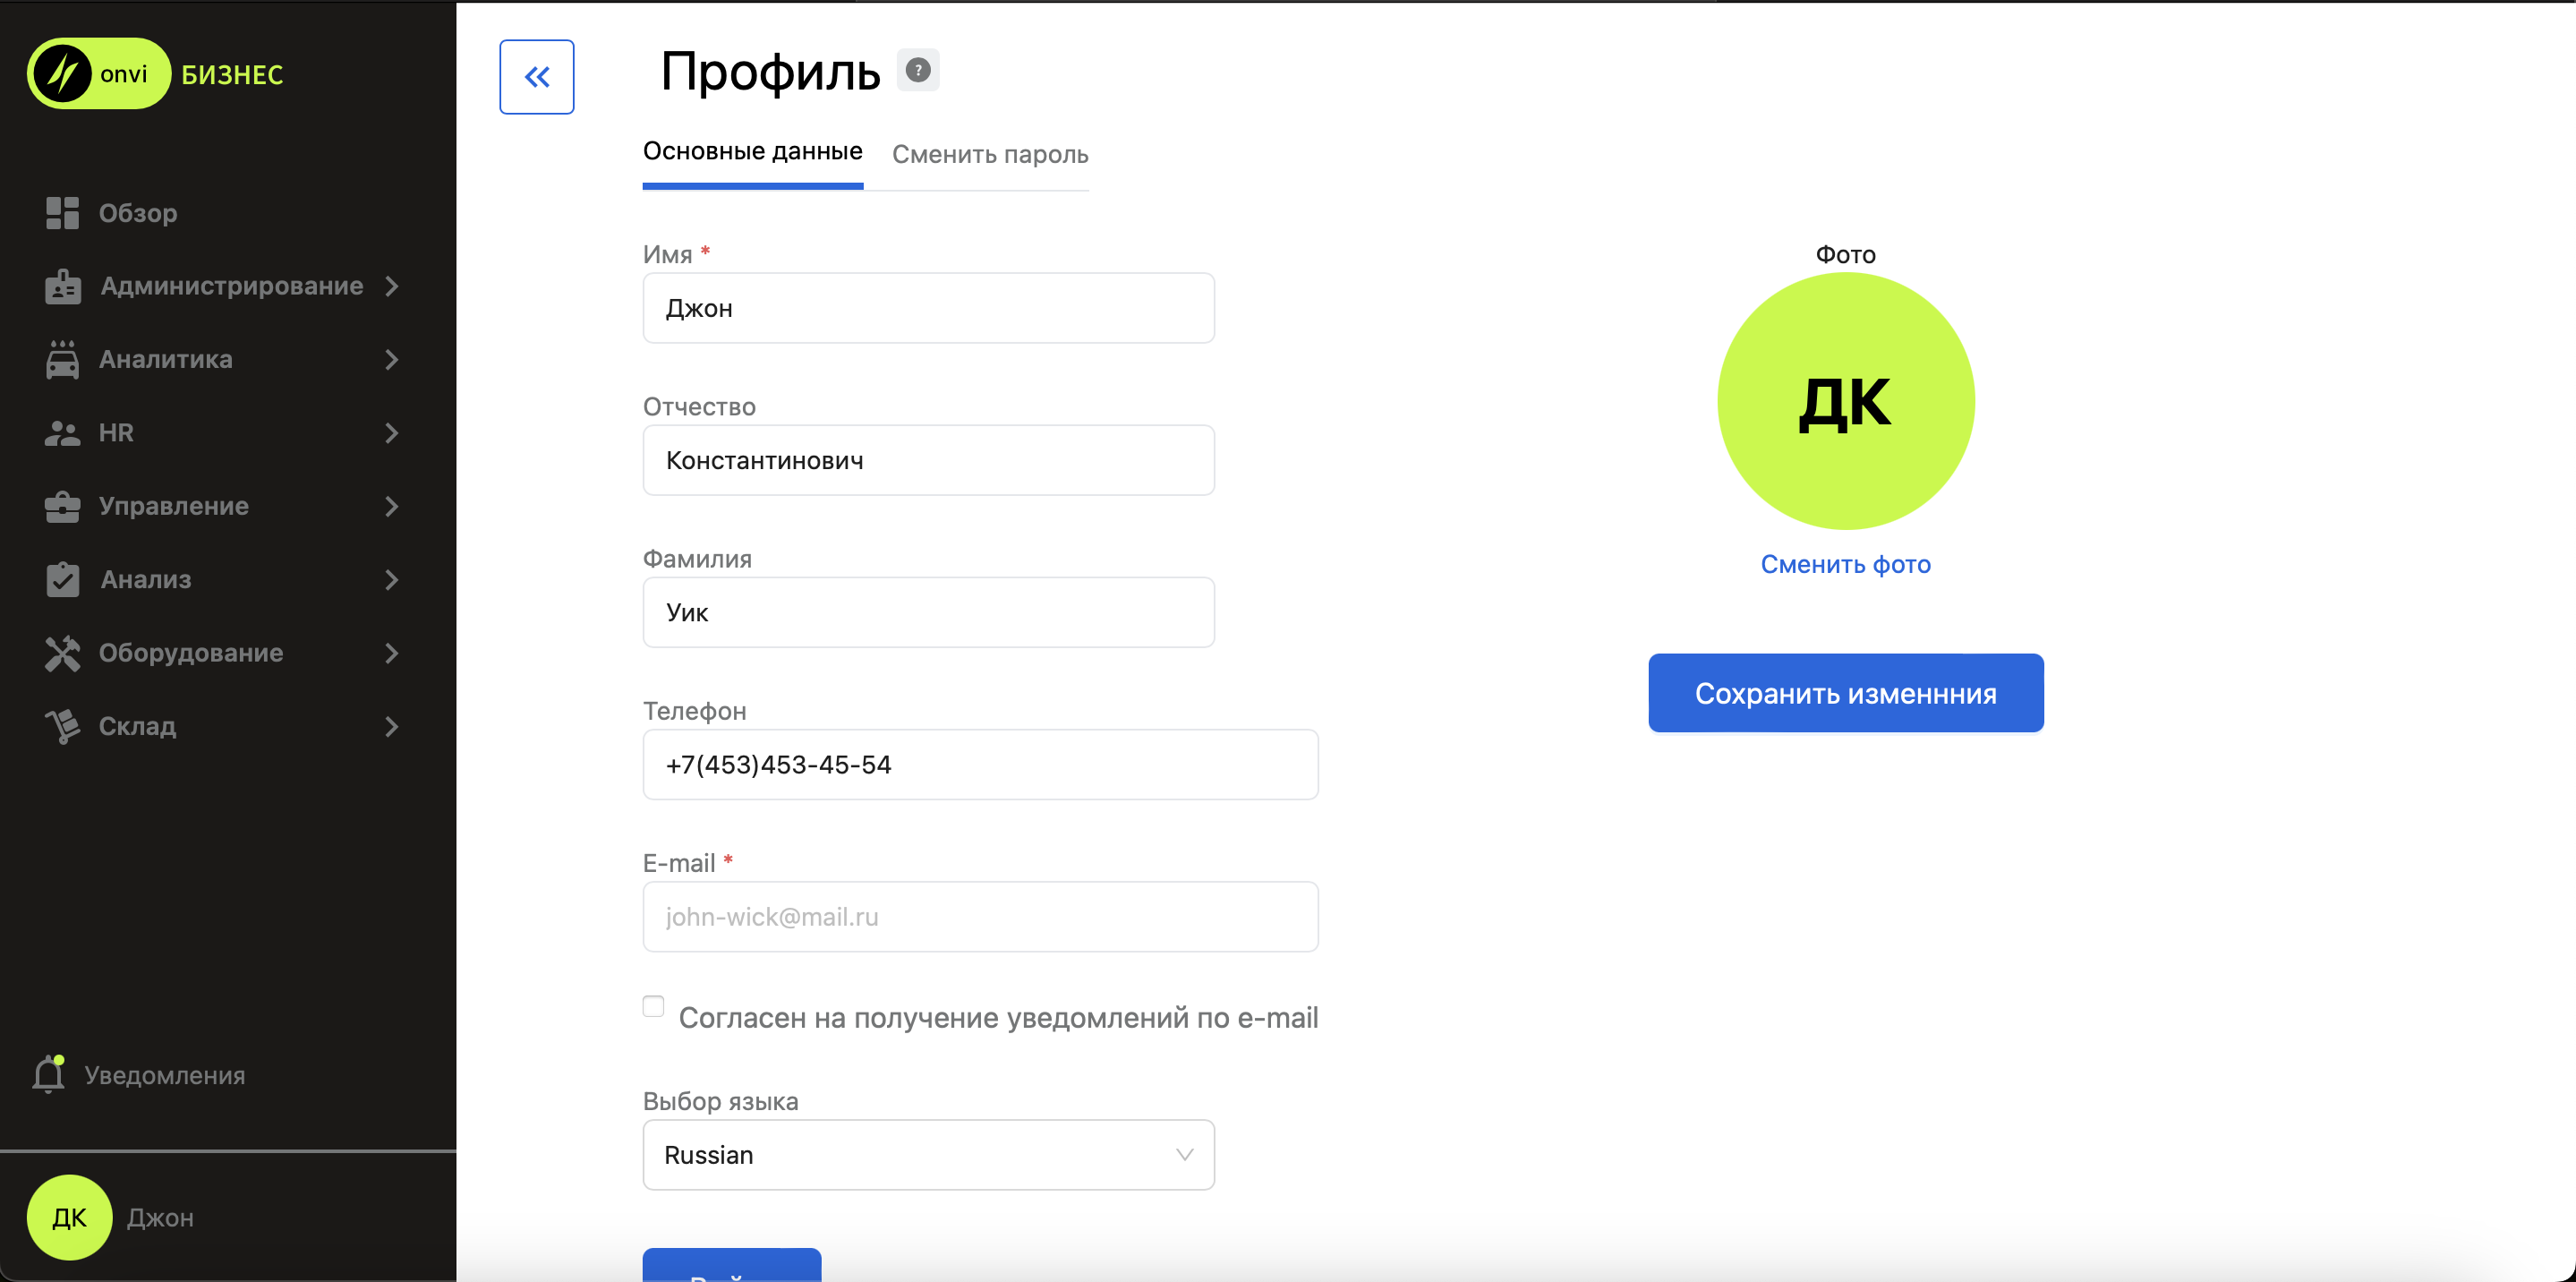 onvi БИЗНЕС
Обзор
Администрирование
Аналитика
HR
Управление
Анализ
Оборудование
Склад
Уведомления
ДК Джон
Профиль ?
Основные данные Сменить пароль
Имя *
Джон
Отчество
Константинович
Фамилия
Уик
Телефон
+7(453)453-45-54
E-mail *
john-wick@mail.ru
Согласен на получение уведомлений по e-mail
Выбор языка
Russian
Фото
ДК
Сменить фото
Сохранить изменнния